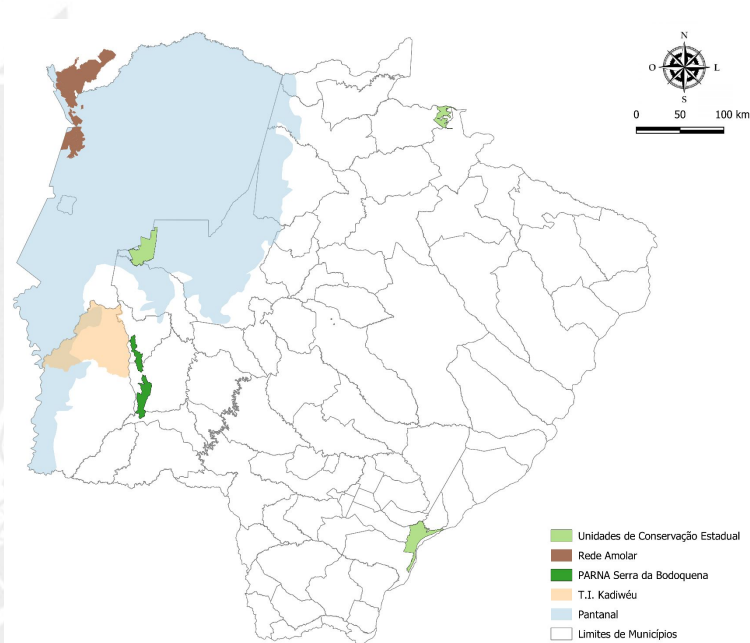 N
O
L
S
0 50 100 km
Unidades de Conservação Estadual
Rede Amolar
PARNA Serra da Bodoquena
T.I. Kadiwéu
Pantanal
Limites de Municípios